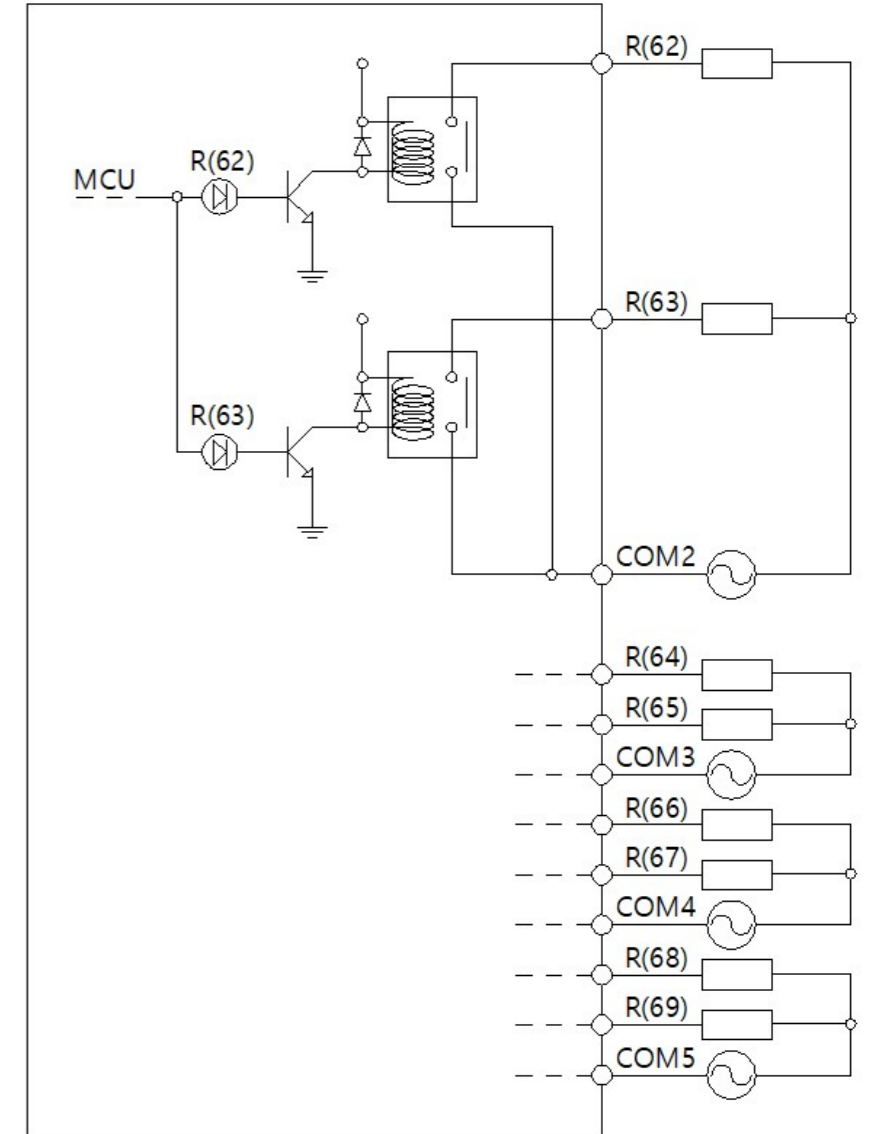 R(62)
R(62)
MCU
R(63)
R(63)
COM2
R(64)
R(65)
COM3
R(66)
R(67)
COM4
R(68)
R(69)
COM5